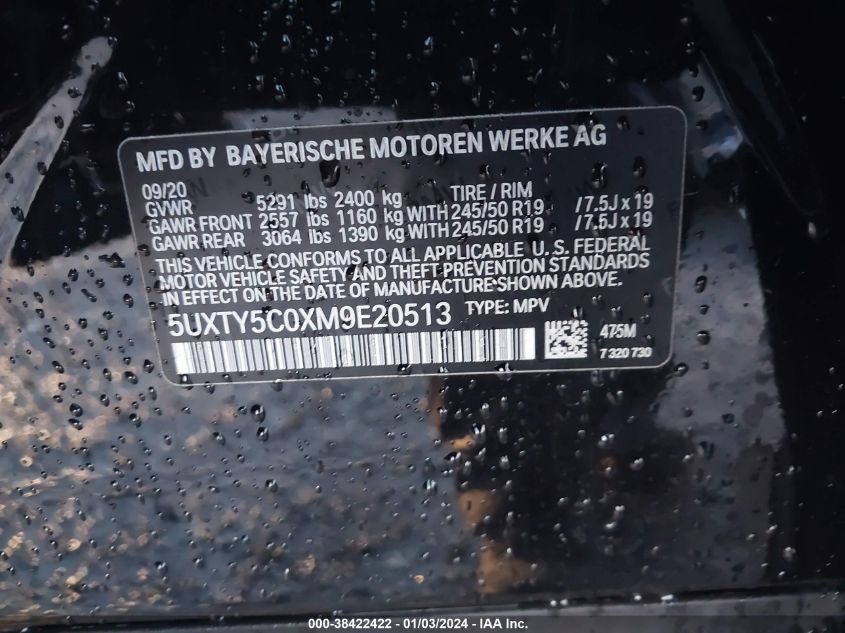 MFD BY BAYERISCHE MOTOREN WERKE AG
09/20
GVWR 5291 lbs 2400 kg TIRE / RIM
GAWR FRONT 2557 lbs 1160 kg WITH 245/50 R19 /7.5J x 19
GAWR REAR 3064 lbs 1390 kg WITH 245/50 R19 /7.5J x 19
THIS VEHICLE CONFORMS TO ALL APPLICABLE U.S. FEDERAL
MOTOR VEHICLE SAFETY AND THEFT PREVENTION STANDARDS
IN EFFECT ON THE DATE OF MANUFACTURE SHOWN ABOVE.
5UXTY5C0XM9E20513 TYPE: MPV
475M
7 320 730
000-38422422 - 01/03/2024 - IAA Inc.